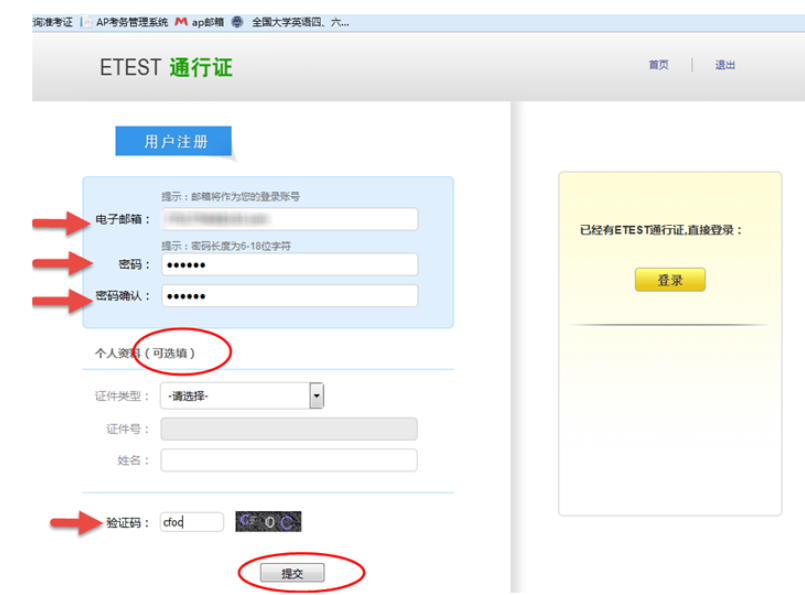 询准考证 | AP考务管理系统 ap邮箱 全国大学英语四、六...
ETEST 通行证
首页 | 退出
用户注册
提示：邮箱将作为您的登录账号
电子邮箱：
提示：密码长度为6-18位字符
密码：●●●●●●
密码确认：●●●●●●
个人资料（可选填）
证件类型：-请选择-
证件号：
姓名：
验证码：cfoc
提交
已经有ETEST通行证,直接登录：
登录